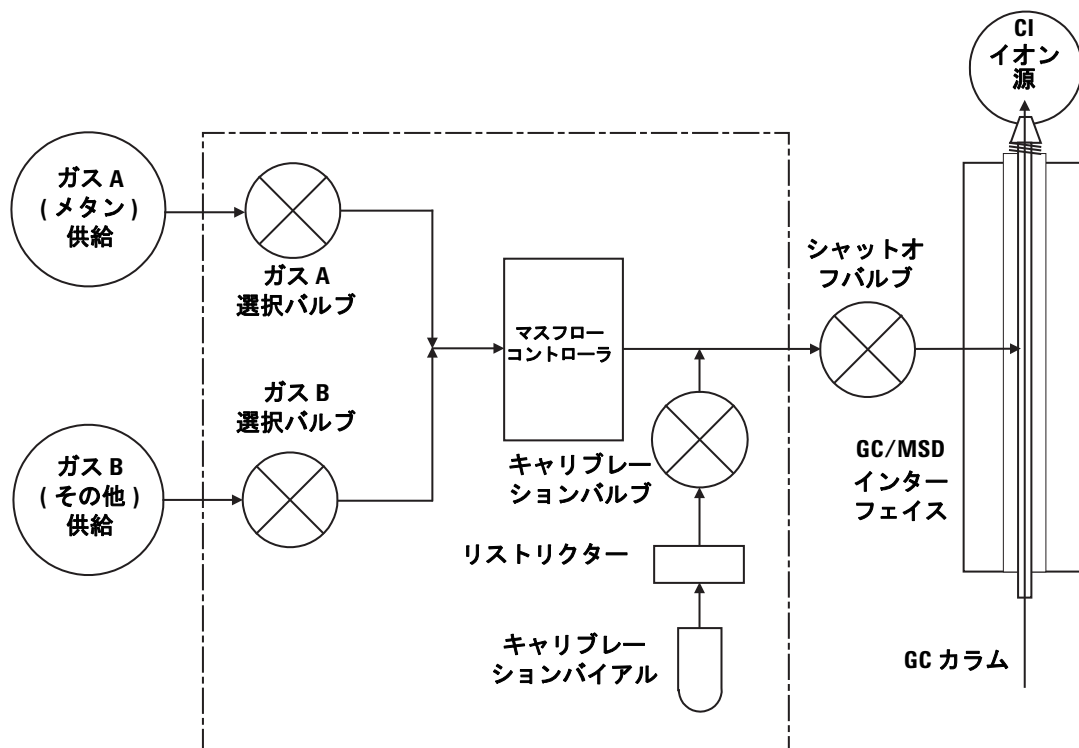 CI
イオン
源
ガス A
( メタン )
供給
ガス A
選択バルブ
シャットオ
フバルブ
マスフロー
コントローラ
ガス B
選択バルブ
ガス B
( その他 )
供給
キャリブレー
ションバルブ
GC/MSD
インター
フェイス
リストリクター
キャリブレー
ションバイアル
GC カラム